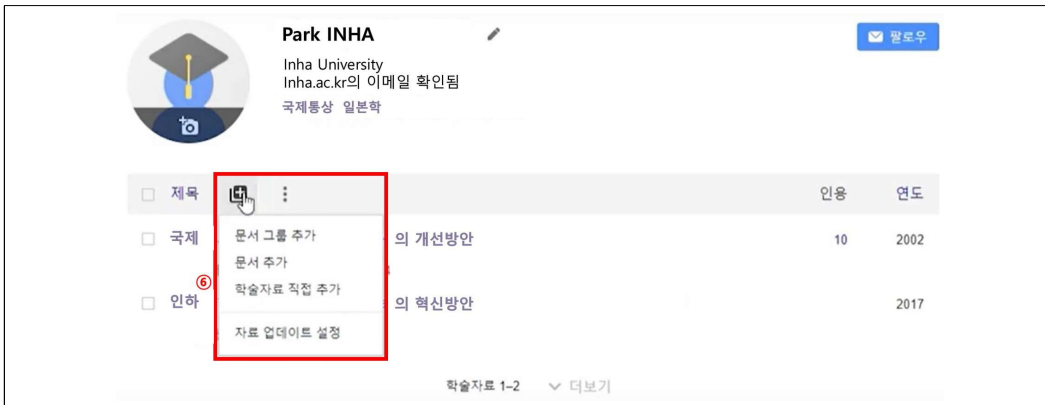 Park INHA
팔로우
Inha University
Inha.ac.kr의 이메일 확인됨
국제통상 일본학
제목 인용 연도
국제 의 개선방안 10 2002
문서 그룹 추가
문서 추가
⑥
학술자료 직접 추가
인하 의 혁신방안 2017
자료 업데이트 설정
학술자료 1–2 더보기